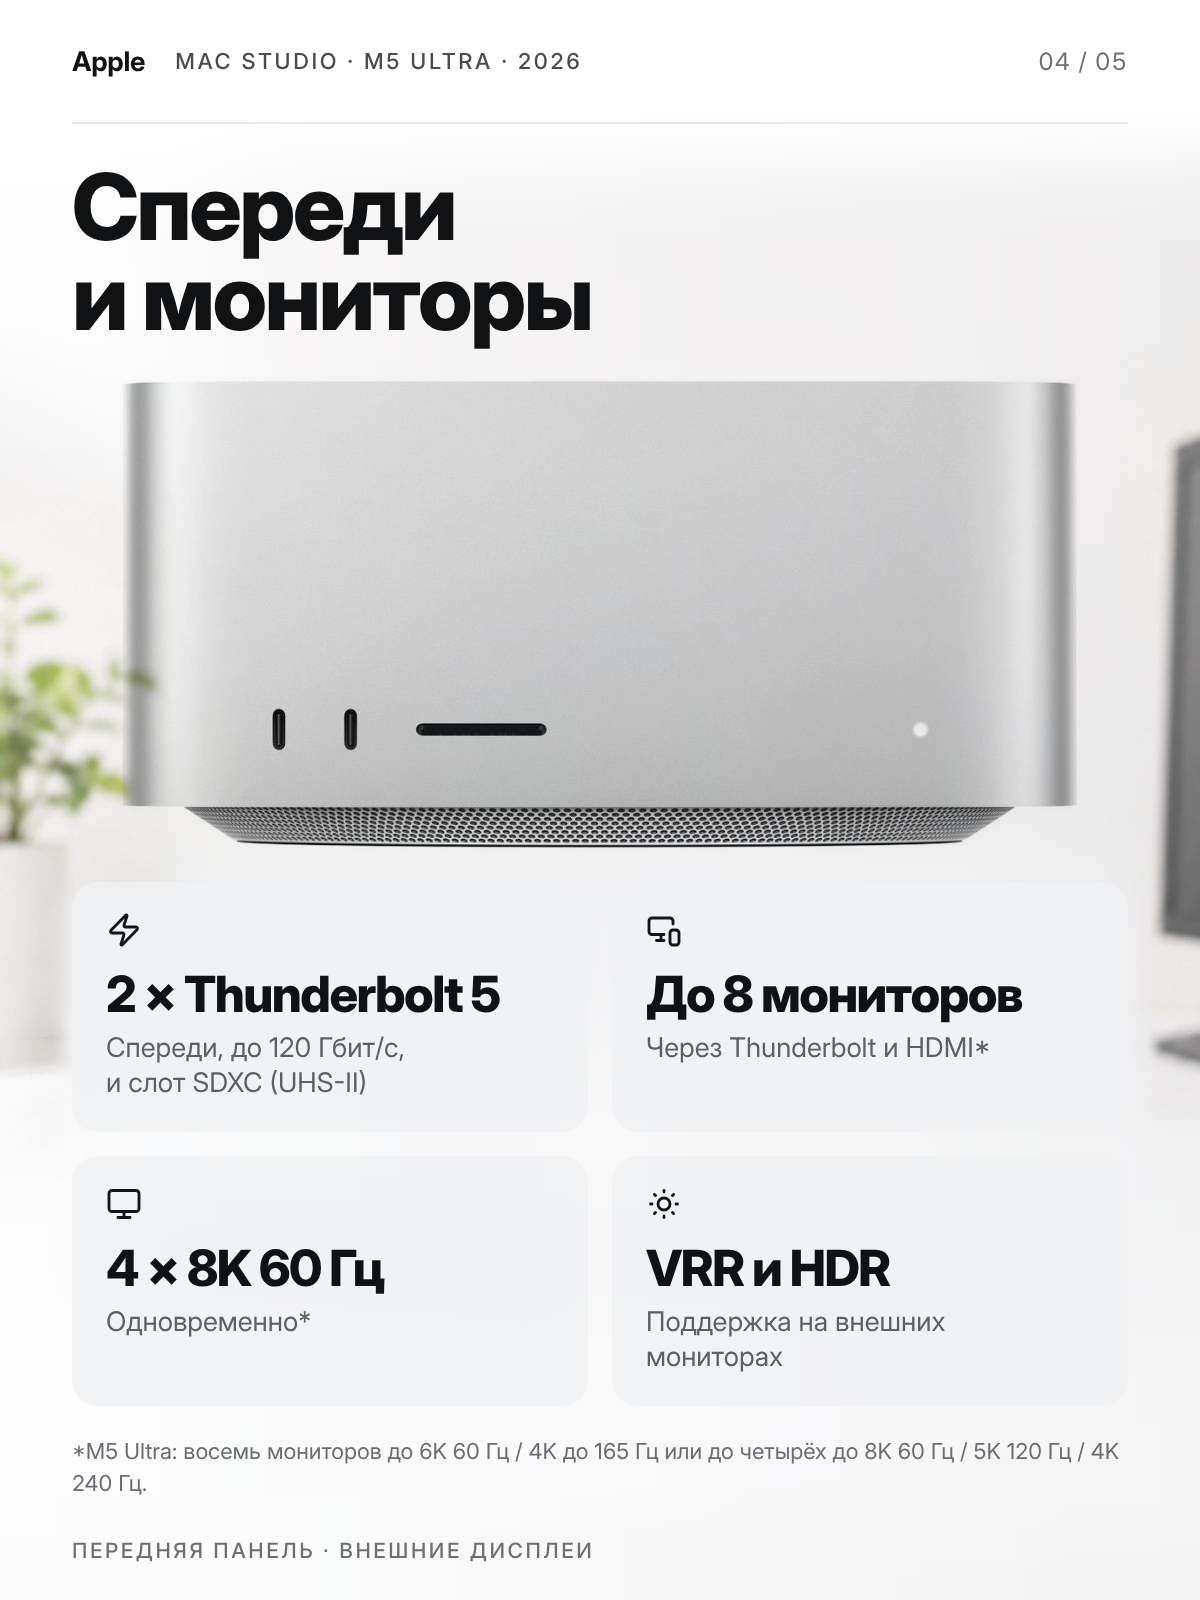 Apple MAC STUDIO · M5 ULTRA · 2026 04 / 05
Спереди
и мониторы
2 × Thunderbolt 5
Спереди, до 120 Гбит/с,
и слот SDXC (UHS-II)
До 8 мониторов
Через Thunderbolt и HDMI*
4 × 8K 60 Гц
Одновременно*
VRR и HDR
Поддержка на внешних
мониторах
*M5 Ultra: восемь мониторов до 6K 60 Гц / 4K до 165 Гц или до четырёх до 8K 60 Гц / 5K 120 Гц / 4K
240 Гц.
ПЕРЕДНЯЯ ПАНЕЛЬ · ВНЕШНИЕ ДИСПЛЕИ